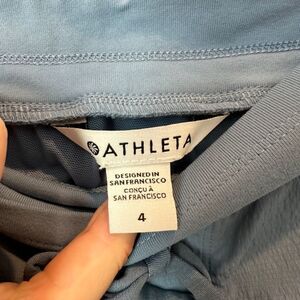 ATHLETA
DESIGNED IN
SAN FRANCISCO
CONÇU À
SAN FRANCISCO
4